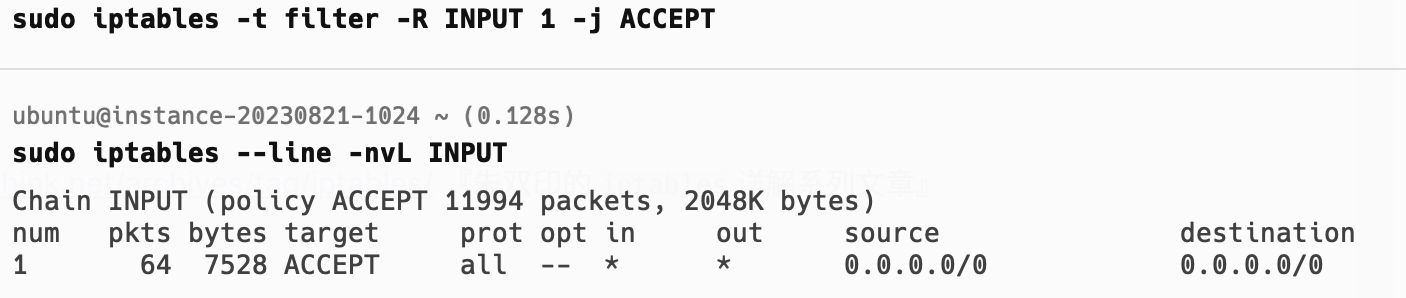 sudo iptables -t filter -R INPUT 1 -j ACCEPT
ubuntu@instance-20230821-1024 ~ (0.128s)
sudo iptables --line -nvL INPUT
Chain INPUT (policy ACCEPT 11994 packets, 2048K bytes)
num   pkts bytes target     prot opt in     out     source               destination
1       64  7528 ACCEPT     all  --  *      *       0.0.0.0/0            0.0.0.0/0